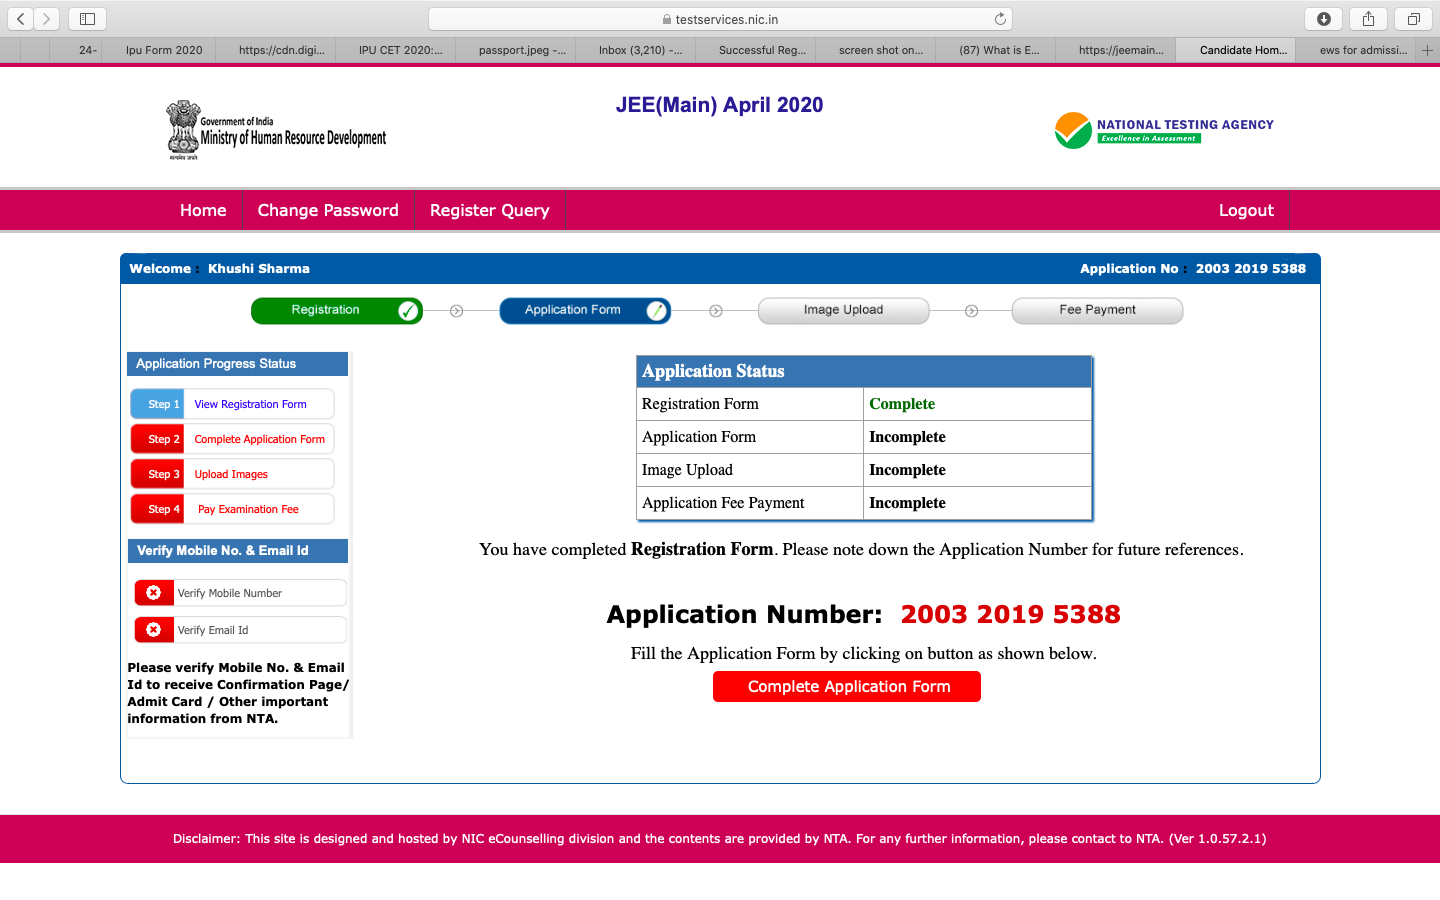 testservices.nic.in
24-
Ipu Form 2020
https://cdn.digi...
IPU CET 2020:...
passport.jpeg -...
Inbox (3,210) -...
Successful Reg...
screen shot on...
(87) What is E...
https://jeemain...
Candidate Hom...
ews for admissi...
JEE(Main) April 2020
Government of India
Ministry of Human Resource Development
सत्यमेव जयते
NATIONAL TESTING AGENCY
Excellence in Assessment
Home
Change Password
Register Query
Logout
Welcome : Khushi Sharma
Application No : 2003 2019 5388
Registration
Application Form
Image Upload
Fee Payment
Application Progress Status
Step 1 View Registration Form
Step 2 Complete Application Form
Step 3 Upload Images
Step 4 Pay Examination Fee
Verify Mobile No. & Email Id
Verify Mobile Number
Verify Email Id
Please verify Mobile No. & Email
Id to receive Confirmation Page/
Admit Card / Other important
information from NTA.
Application Status
Registration Form Complete
Application Form Incomplete
Image Upload Incomplete
Application Fee Payment Incomplete
You have completed Registration Form. Please note down the Application Number for future references.
Application Number: 2003 2019 5388
Fill the Application Form by clicking on button as shown below.
Complete Application Form
Disclaimer: This site is designed and hosted by NIC eCounselling division and the contents are provided by NTA. For any further information, please contact to NTA. (Ver 1.0.57.2.1)